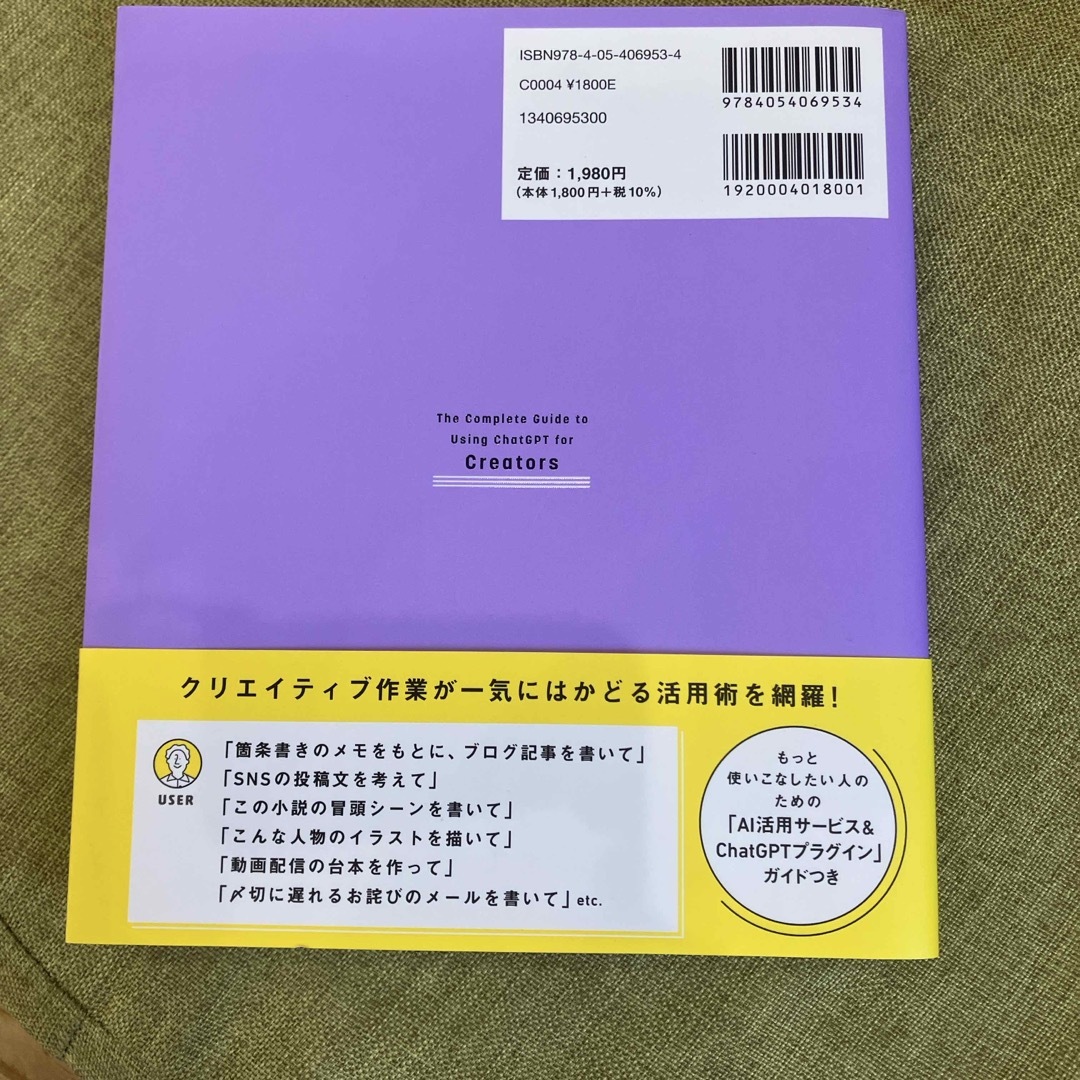 ISBN978-4-05-406953-4
C0004 ¥1800E
1340695300
定価：1,980円
（本体1,800円＋税10%）
9784054069534
1920004018001
The Complete Guide to
Using ChatGPT for
Creators
クリエイティブ作業が一気にはかどる活用術を網羅！
USER
「箇条書きのメモをもとに、ブログ記事を書いて」
「SNSの投稿文を考えて」
「この小説の冒頭シーンを書いて」
「こんな人物のイラストを描いて」
「動画配信の台本を作って」
「〆切に遅れるお詫びのメールを書いて」etc.
もっと
使いこなしたい人の
ための
「AI活用サービス&
ChatGPTプラグイン」
ガイドつき